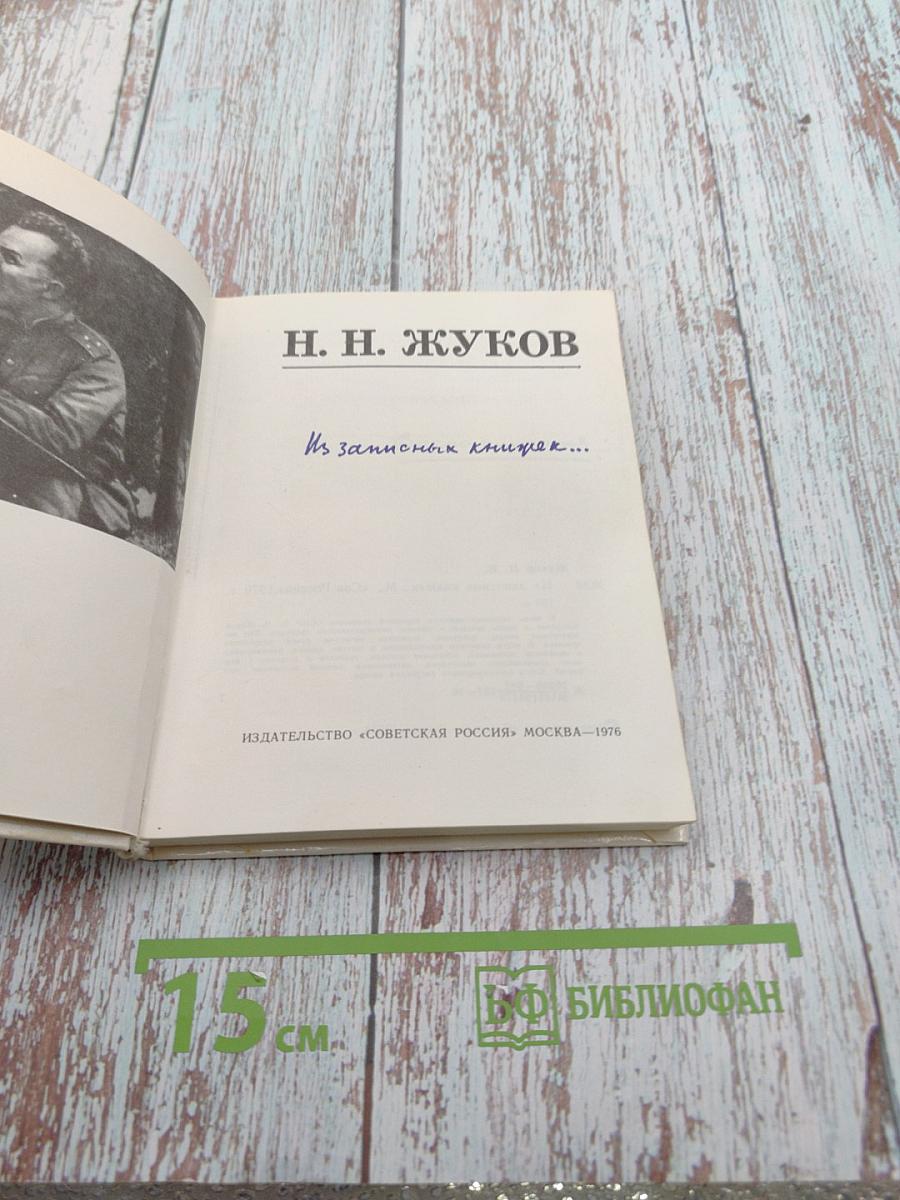 Н. Н. ЖУКОВ
Из записных книжек...
ИЗДАТЕЛЬСТВО «СОВЕТСКАЯ РОССИЯ» МОСКВА—1976
15 см
БФ БИБЛИОФАН